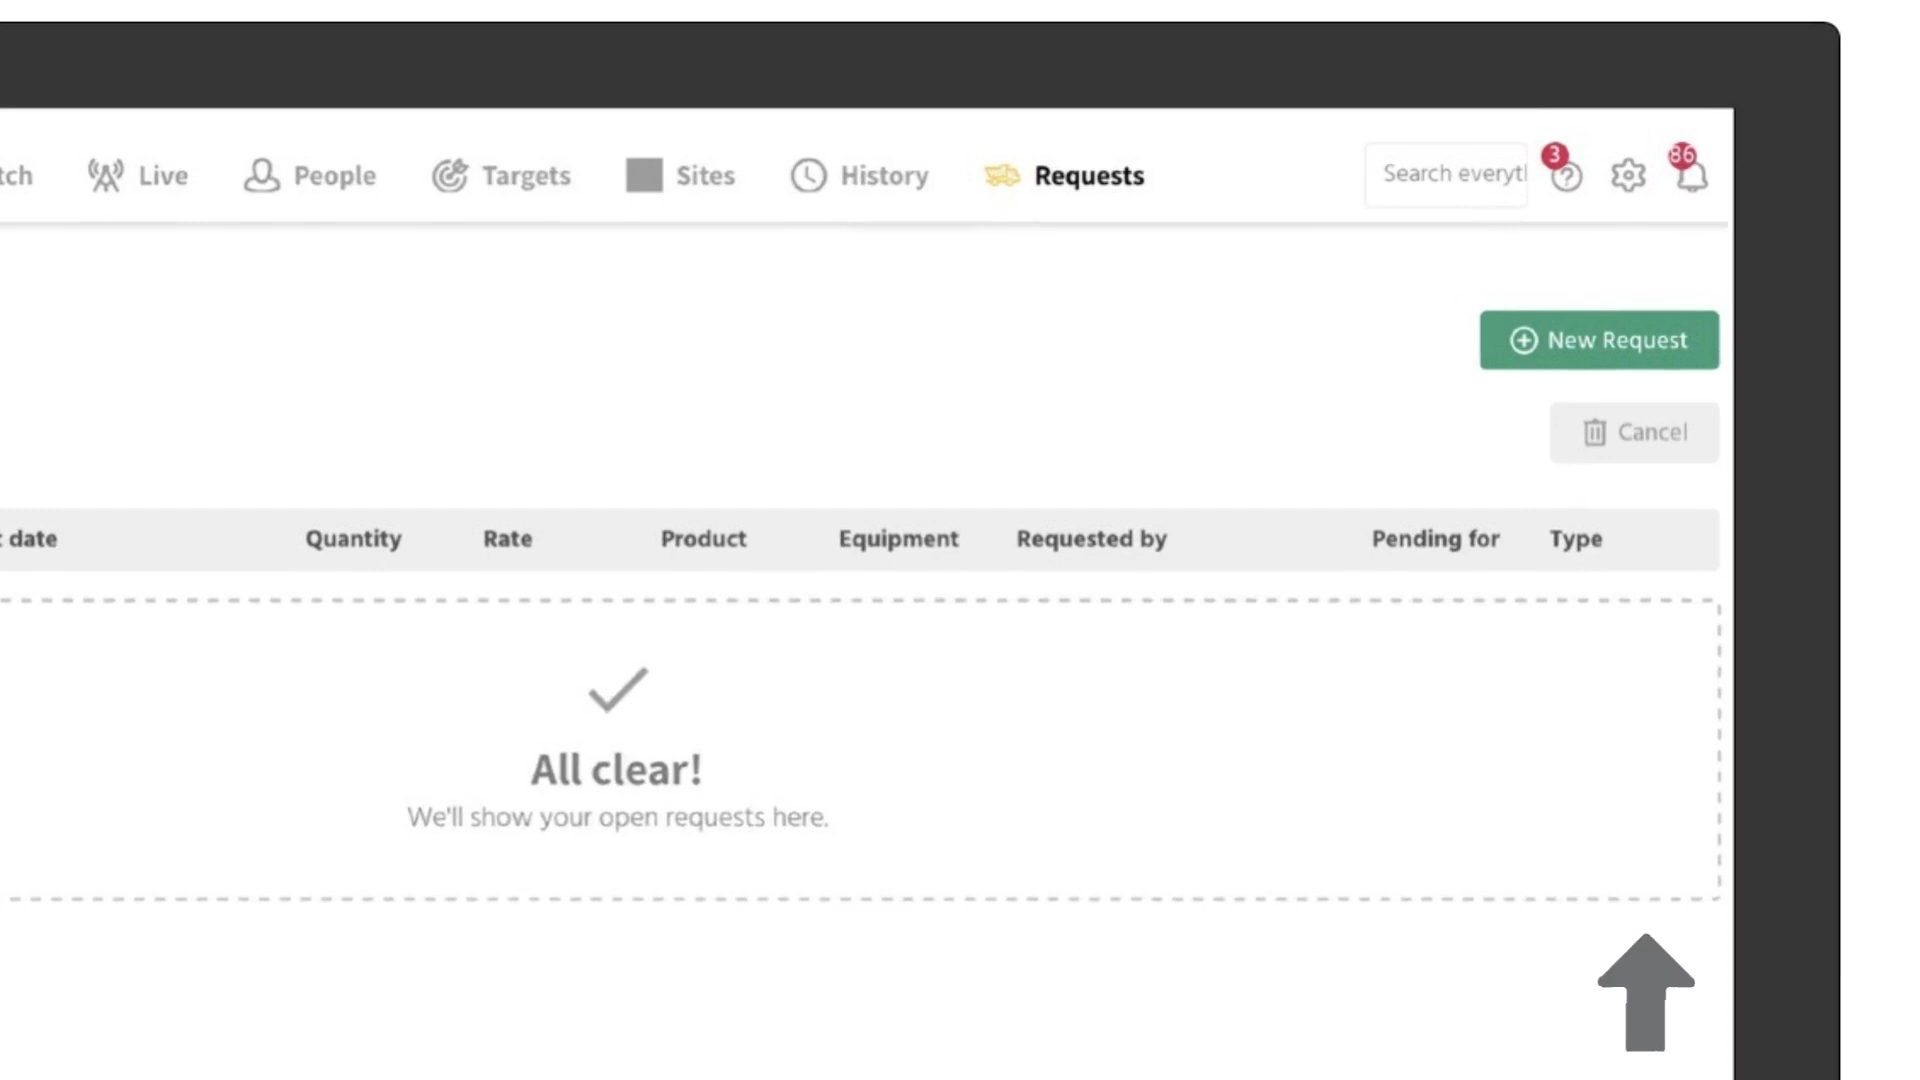 tch Live People Targets Sites History Requests Search everyt 3 86
New Request
Cancel
t date Quantity Rate Product Equipment Requested by Pending for Type
All clear!
We'll show your open requests here.